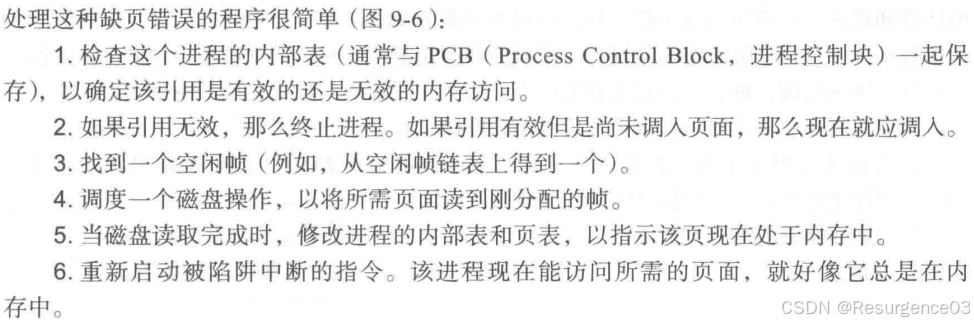 处理这种缺页错误的程序很简单（图 9-6）：
1. 检查这个进程的内部表（通常与 PCB（Process Control Block，进程控制块）一起保
存），以确定该引用是有效的还是无效的内存访问。
2. 如果引用无效，那么终止进程。如果引用有效但是尚未调入页面，那么现在就应调入。
3. 找到一个空闲帧（例如，从空闲帧链表上得到一个）。
4. 调度一个磁盘操作，以将所需页面读到刚分配的帧。
5. 当磁盘读取完成时，修改进程的内部表和页表，以指示该页现在处于内存中。
6. 重新启动被陷阱中断的指令。该进程现在能访问所需的页面，就好像它总是在内
存中。
CSDN @Resurgence03